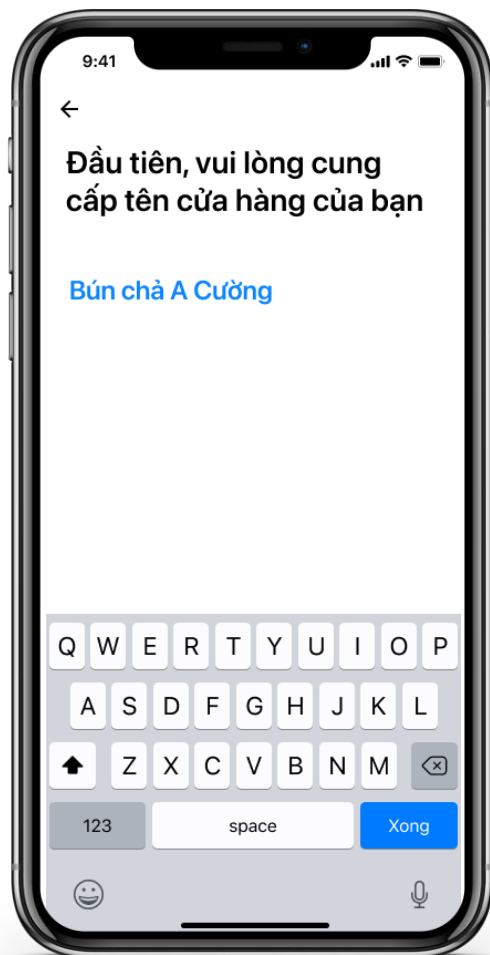 9:41
Đầu tiên, vui lòng cung
cấp tên cửa hàng của bạn
Bún chả A Cường
Q W E R T Y U I O P
A S D F G H J K L
Z X C V B N M
123 space Xong